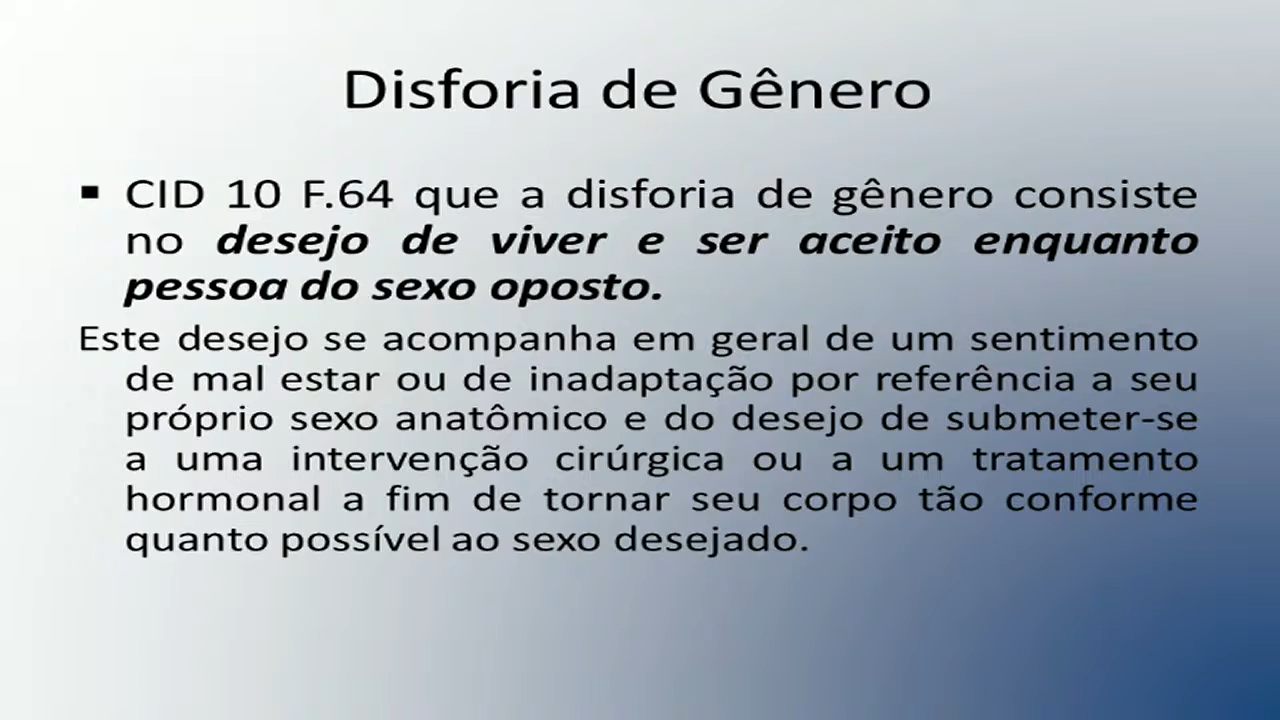 Disforia de Gênero
▪ CID 10 F.64 que a disforia de gênero consiste
no desejo de viver e ser aceito enquanto
pessoa do sexo oposto.
Este desejo se acompanha em geral de um sentimento
de mal estar ou de inadaptação por referência a seu
próprio sexo anatômico e do desejo de submeter-se
a uma intervenção cirúrgica ou a um tratamento
hormonal a fim de tornar seu corpo tão conforme
quanto possível ao sexo desejado.